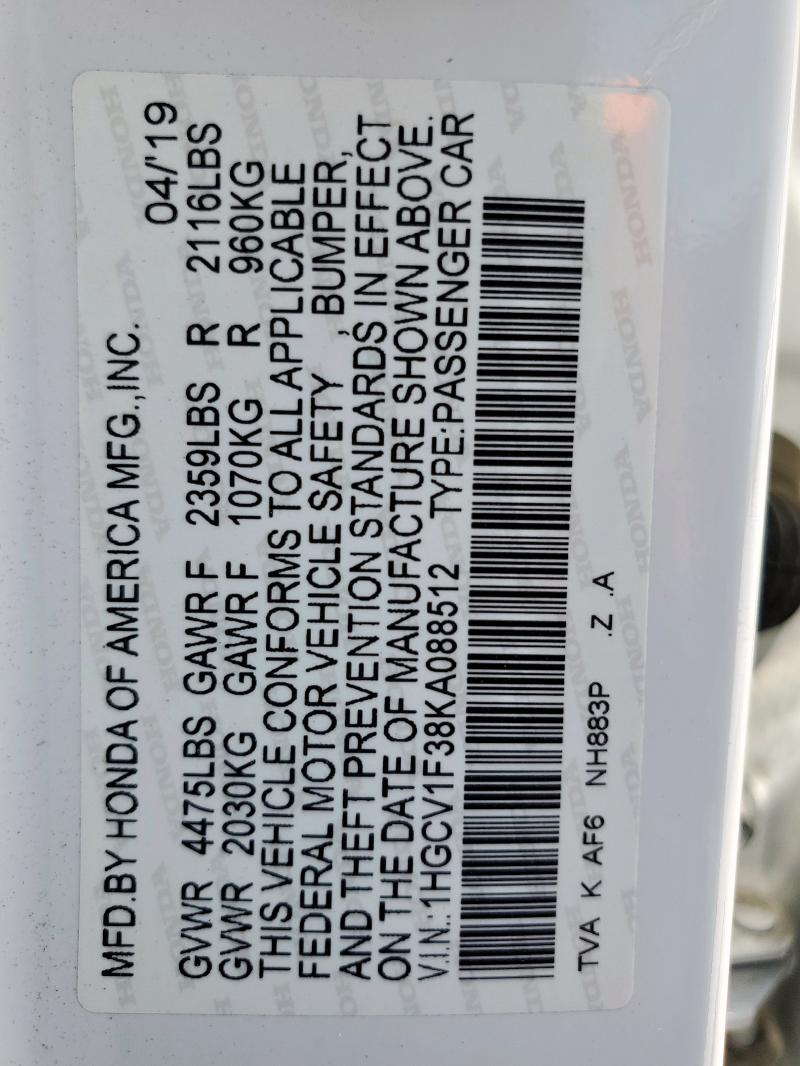 MFD.BY HONDA OF AMERICA MFG.,INC. 04/'19
GVWR 4475LBS GAWR F 2359LBS R 2116LBS
GVWR 2030KG GAWR F 1070KG R 960KG
THIS VEHICLE CONFORMS TO ALL APPLICABLE
FEDERAL MOTOR VEHICLE SAFETY , BUMPER,
AND THEFT PREVENTION STANDARDS IN EFFECT
ON THE DATE OF MANUFACTURE SHOWN ABOVE.
V.I.N.:1HGCV1F38KA088512 TYPE:PASSENGER CAR
TVA K AF6 NH883P .Z .A